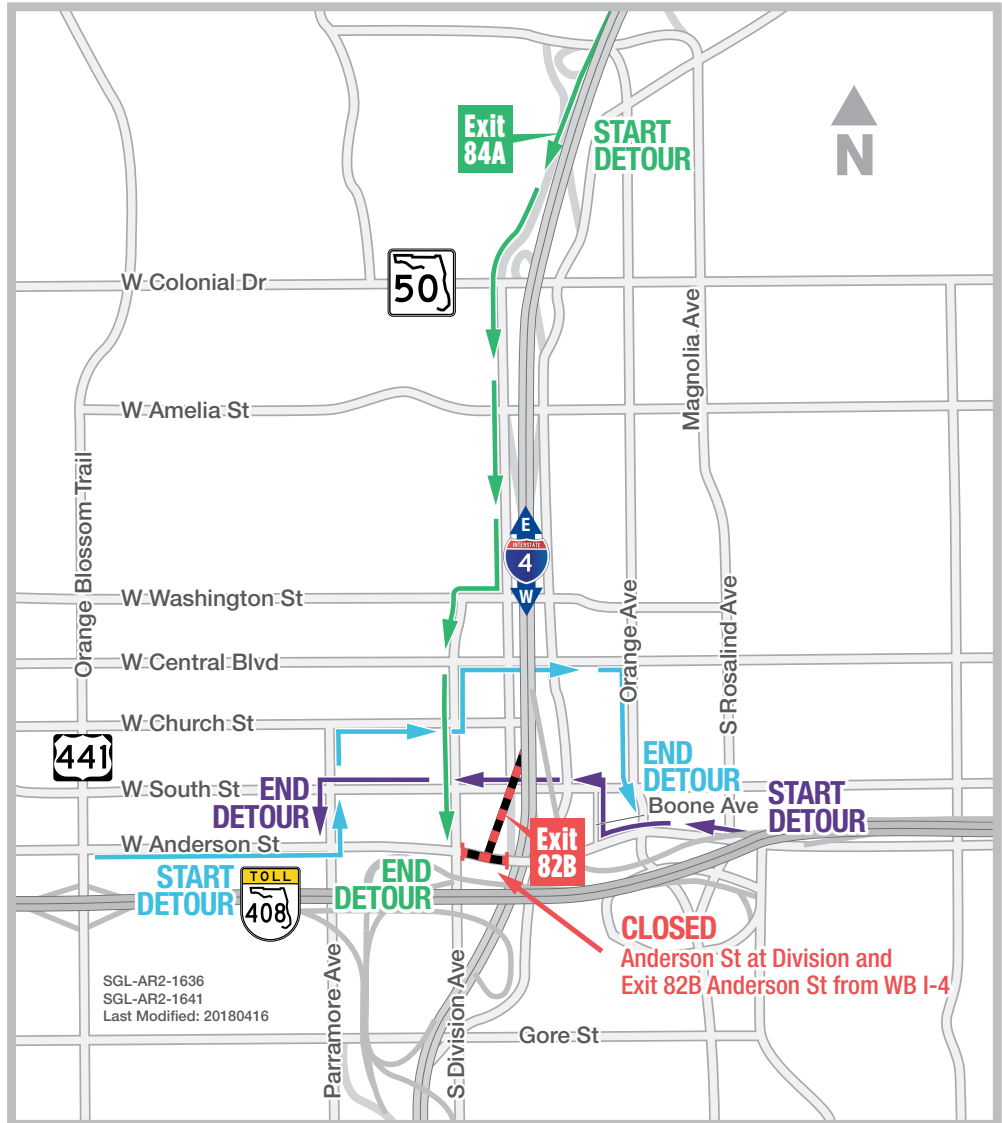 Exit
84A
START
DETOUR
N
W Colonial Dr
50
Magnolia Ave
W Amelia St
Orange Blossom Trail
E
INTERSTATE
4
W
W Washington St
Orange Ave
S Rosalind Ave
W Central Blvd
W Church St
441
W South St
END
DETOUR
END
DETOUR
Boone Ave
START
DETOUR
W Anderson St
Exit
82B
START
DETOUR
TOLL
408
END
DETOUR
CLOSED
Anderson St at Division and
Exit 82B Anderson St from WB I-4
Parramore Ave
S Division Ave
SGL-AR2-1636
SGL-AR2-1641
Last Modified: 20180416
Gore St